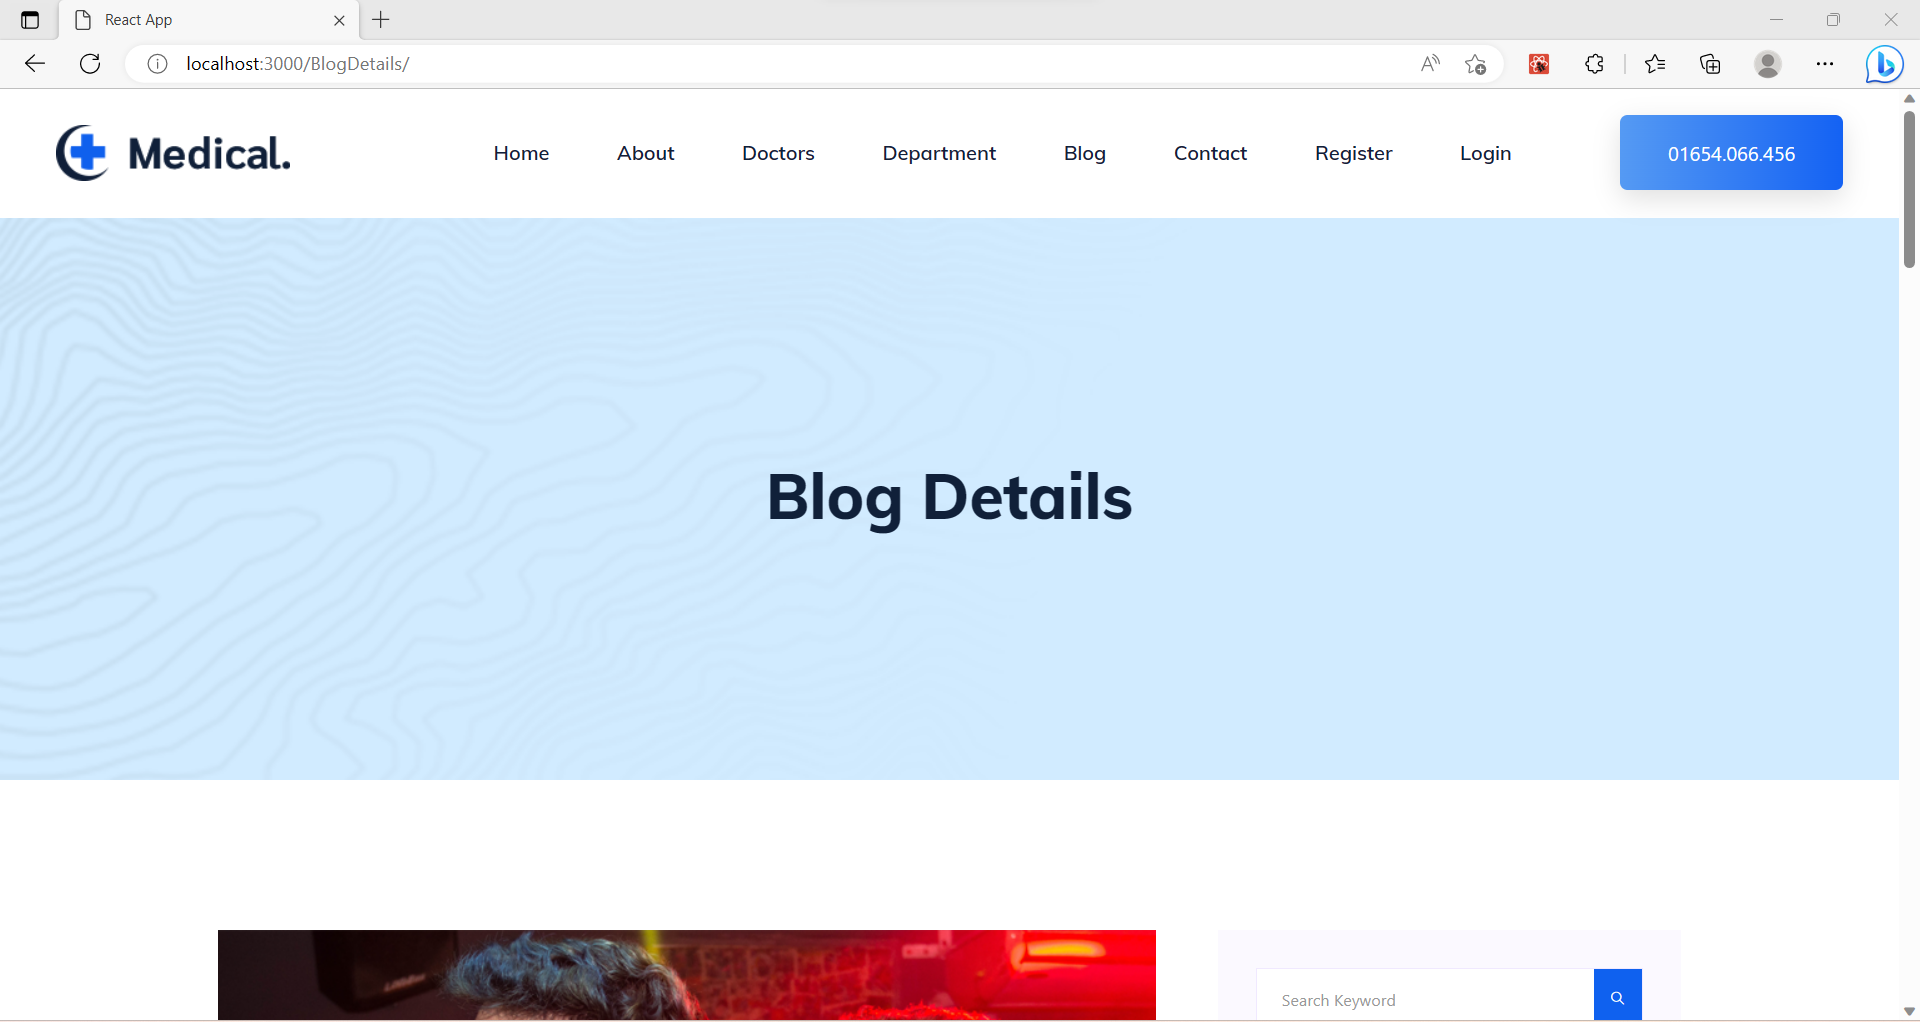 React App
localhost:3000/BlogDetails/
Medical.
Home About Doctors Department Blog Contact Register Login
01654.066.456
Blog Details
Search Keyword